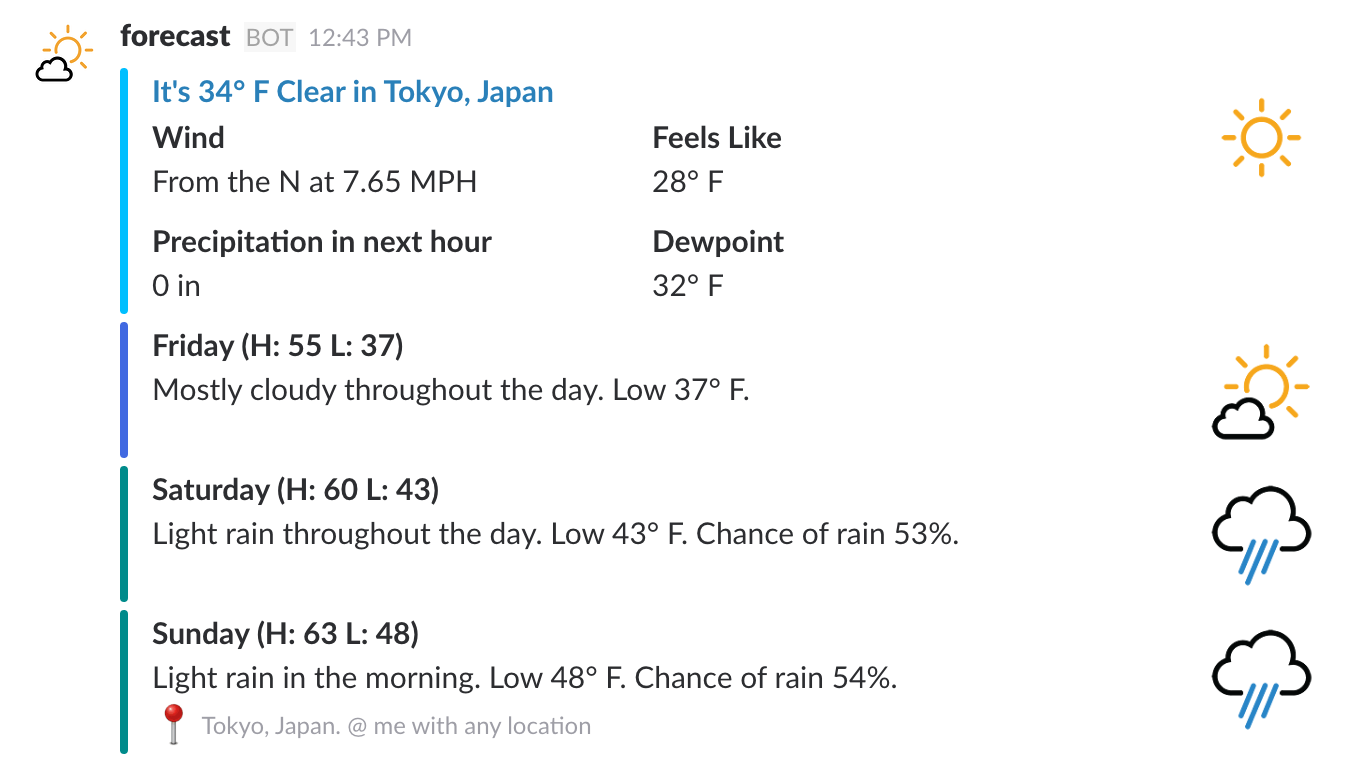 forecast BOT 12:43 PM
It's 34° F Clear in Tokyo, Japan
Wind
Feels Like
From the N at 7.65 MPH
28° F
Precipitation in next hour
Dewpoint
0 in
32° F
Friday (H: 55 L: 37)
Mostly cloudy throughout the day. Low 37° F.
Saturday (H: 60 L: 43)
Light rain throughout the day. Low 43° F. Chance of rain 53%.
Sunday (H: 63 L: 48)
Light rain in the morning. Low 48° F. Chance of rain 54%.
Tokyo, Japan. @ me with any location